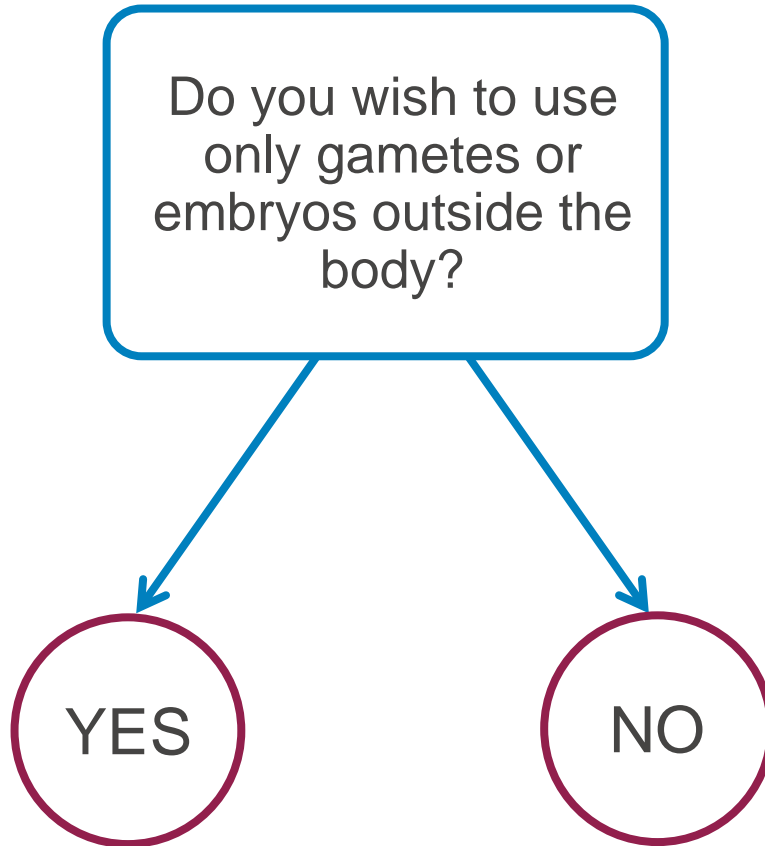 Do you wish to use
only gametes or
embryos outside the
body?
YES
NO